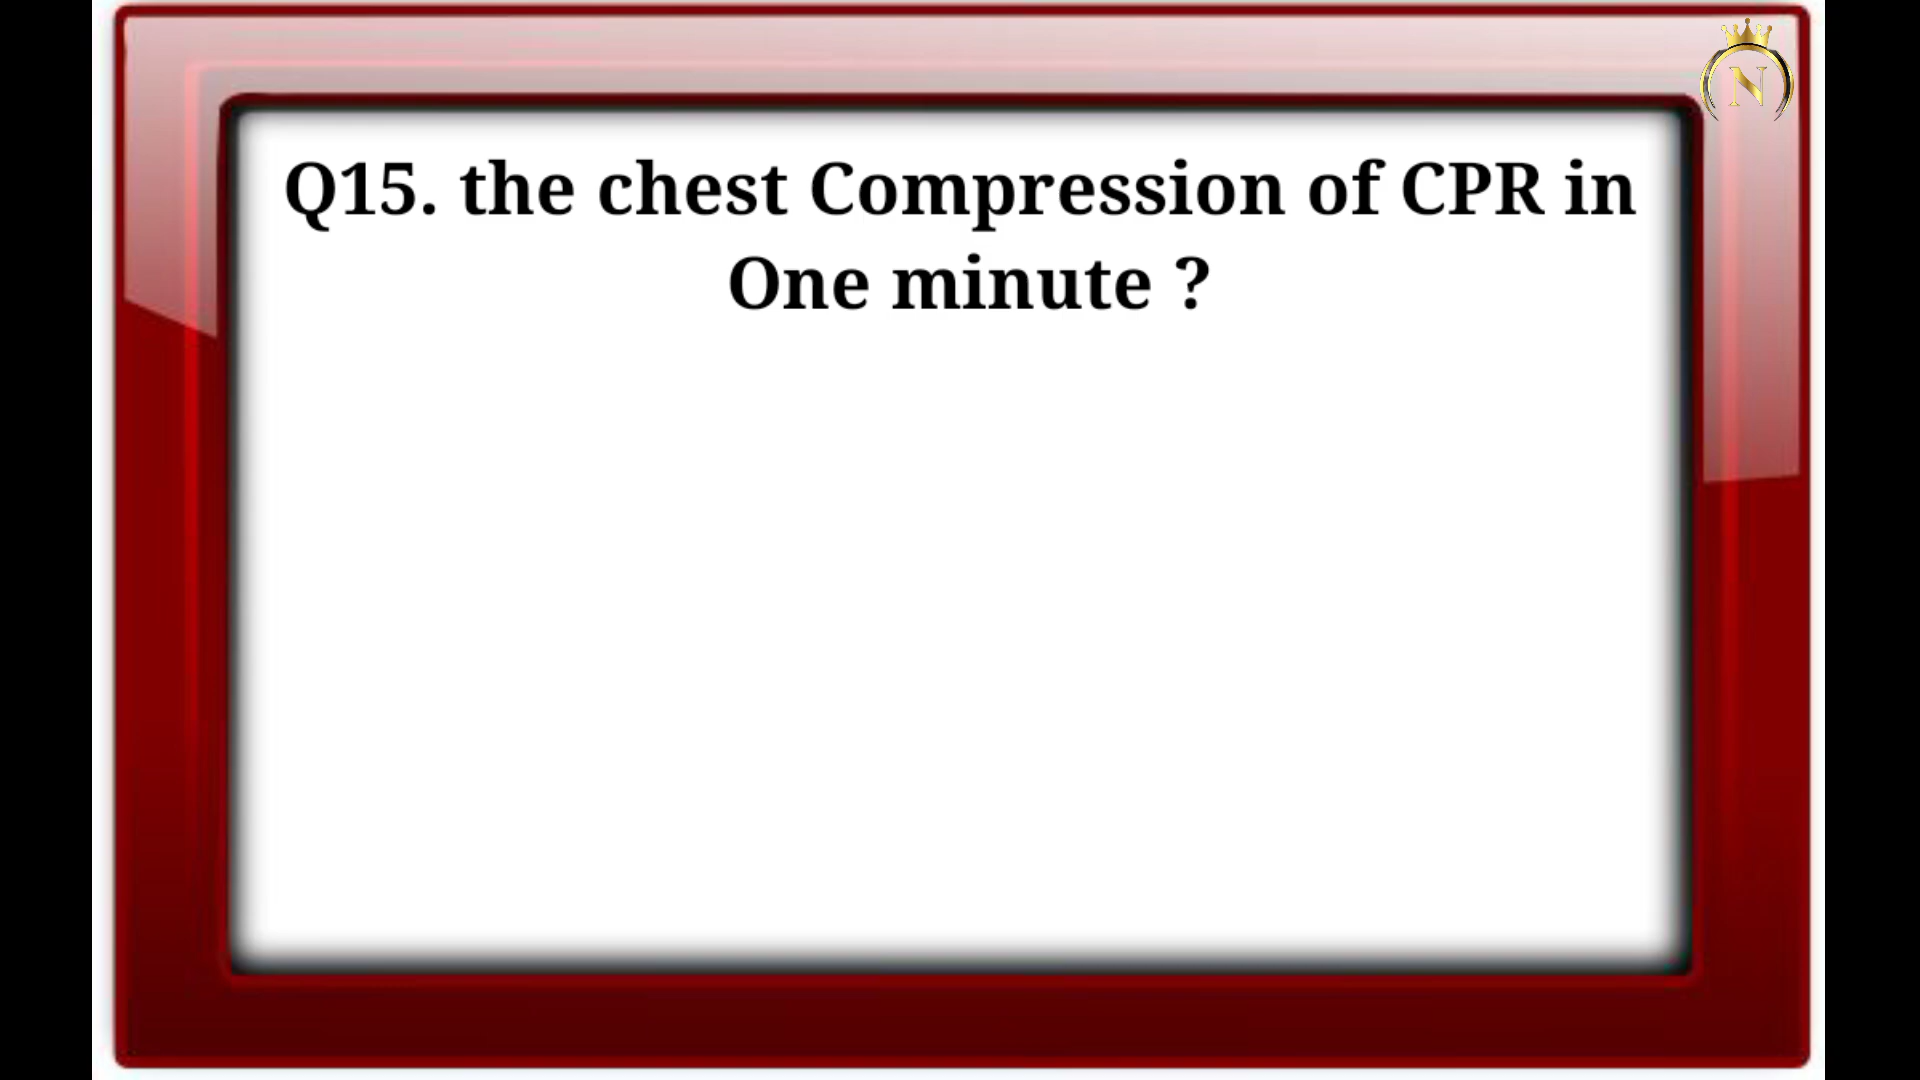 Q15. the chest Compression of CPR in
One minute ?
N